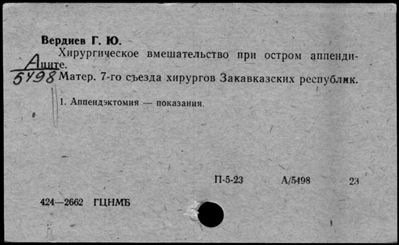 Вердиев Г. Ю.
Хирургическое вмешательство при остром аппенди-
ците.
А
5498
Матер. 7-го съезда хирургов Закавказских республик.
1. Аппендэктомия — показания.
П-5-23 А/5498 23
424—2662 ГЦНМБ